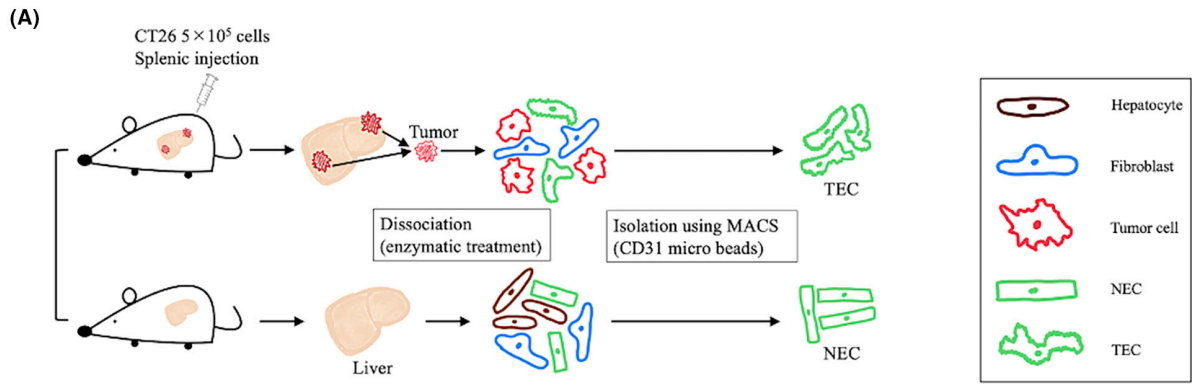 (A)
CT26 5×10⁵ cells
Splenic injection
Tumor
TEC
Dissociation
(enzymatic treatment)
Isolation using MACS
(CD31 micro beads)
Liver
NEC
Hepatocyte
Fibroblast
Tumor cell
NEC
TEC